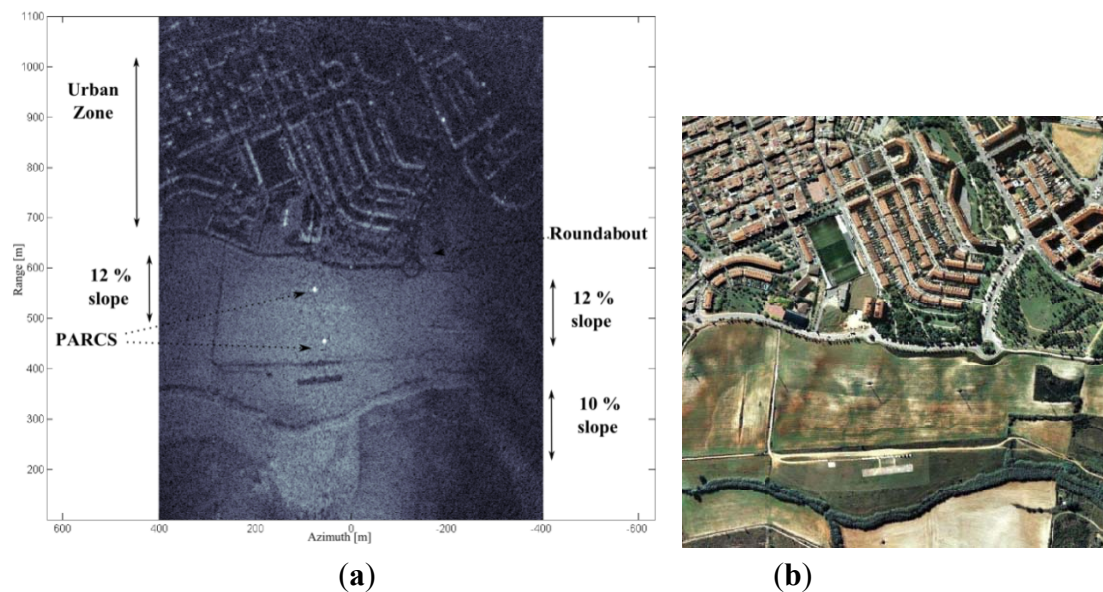 1100
1000
900
800
700
600
500
400
300
200
Range [m]
Urban
Zone
12 %
slope
PARCS
Roundabout
12 %
slope
10 %
slope
600
400
200
0
-200
-400
-600
Azimuth [m]
(a)
(b)